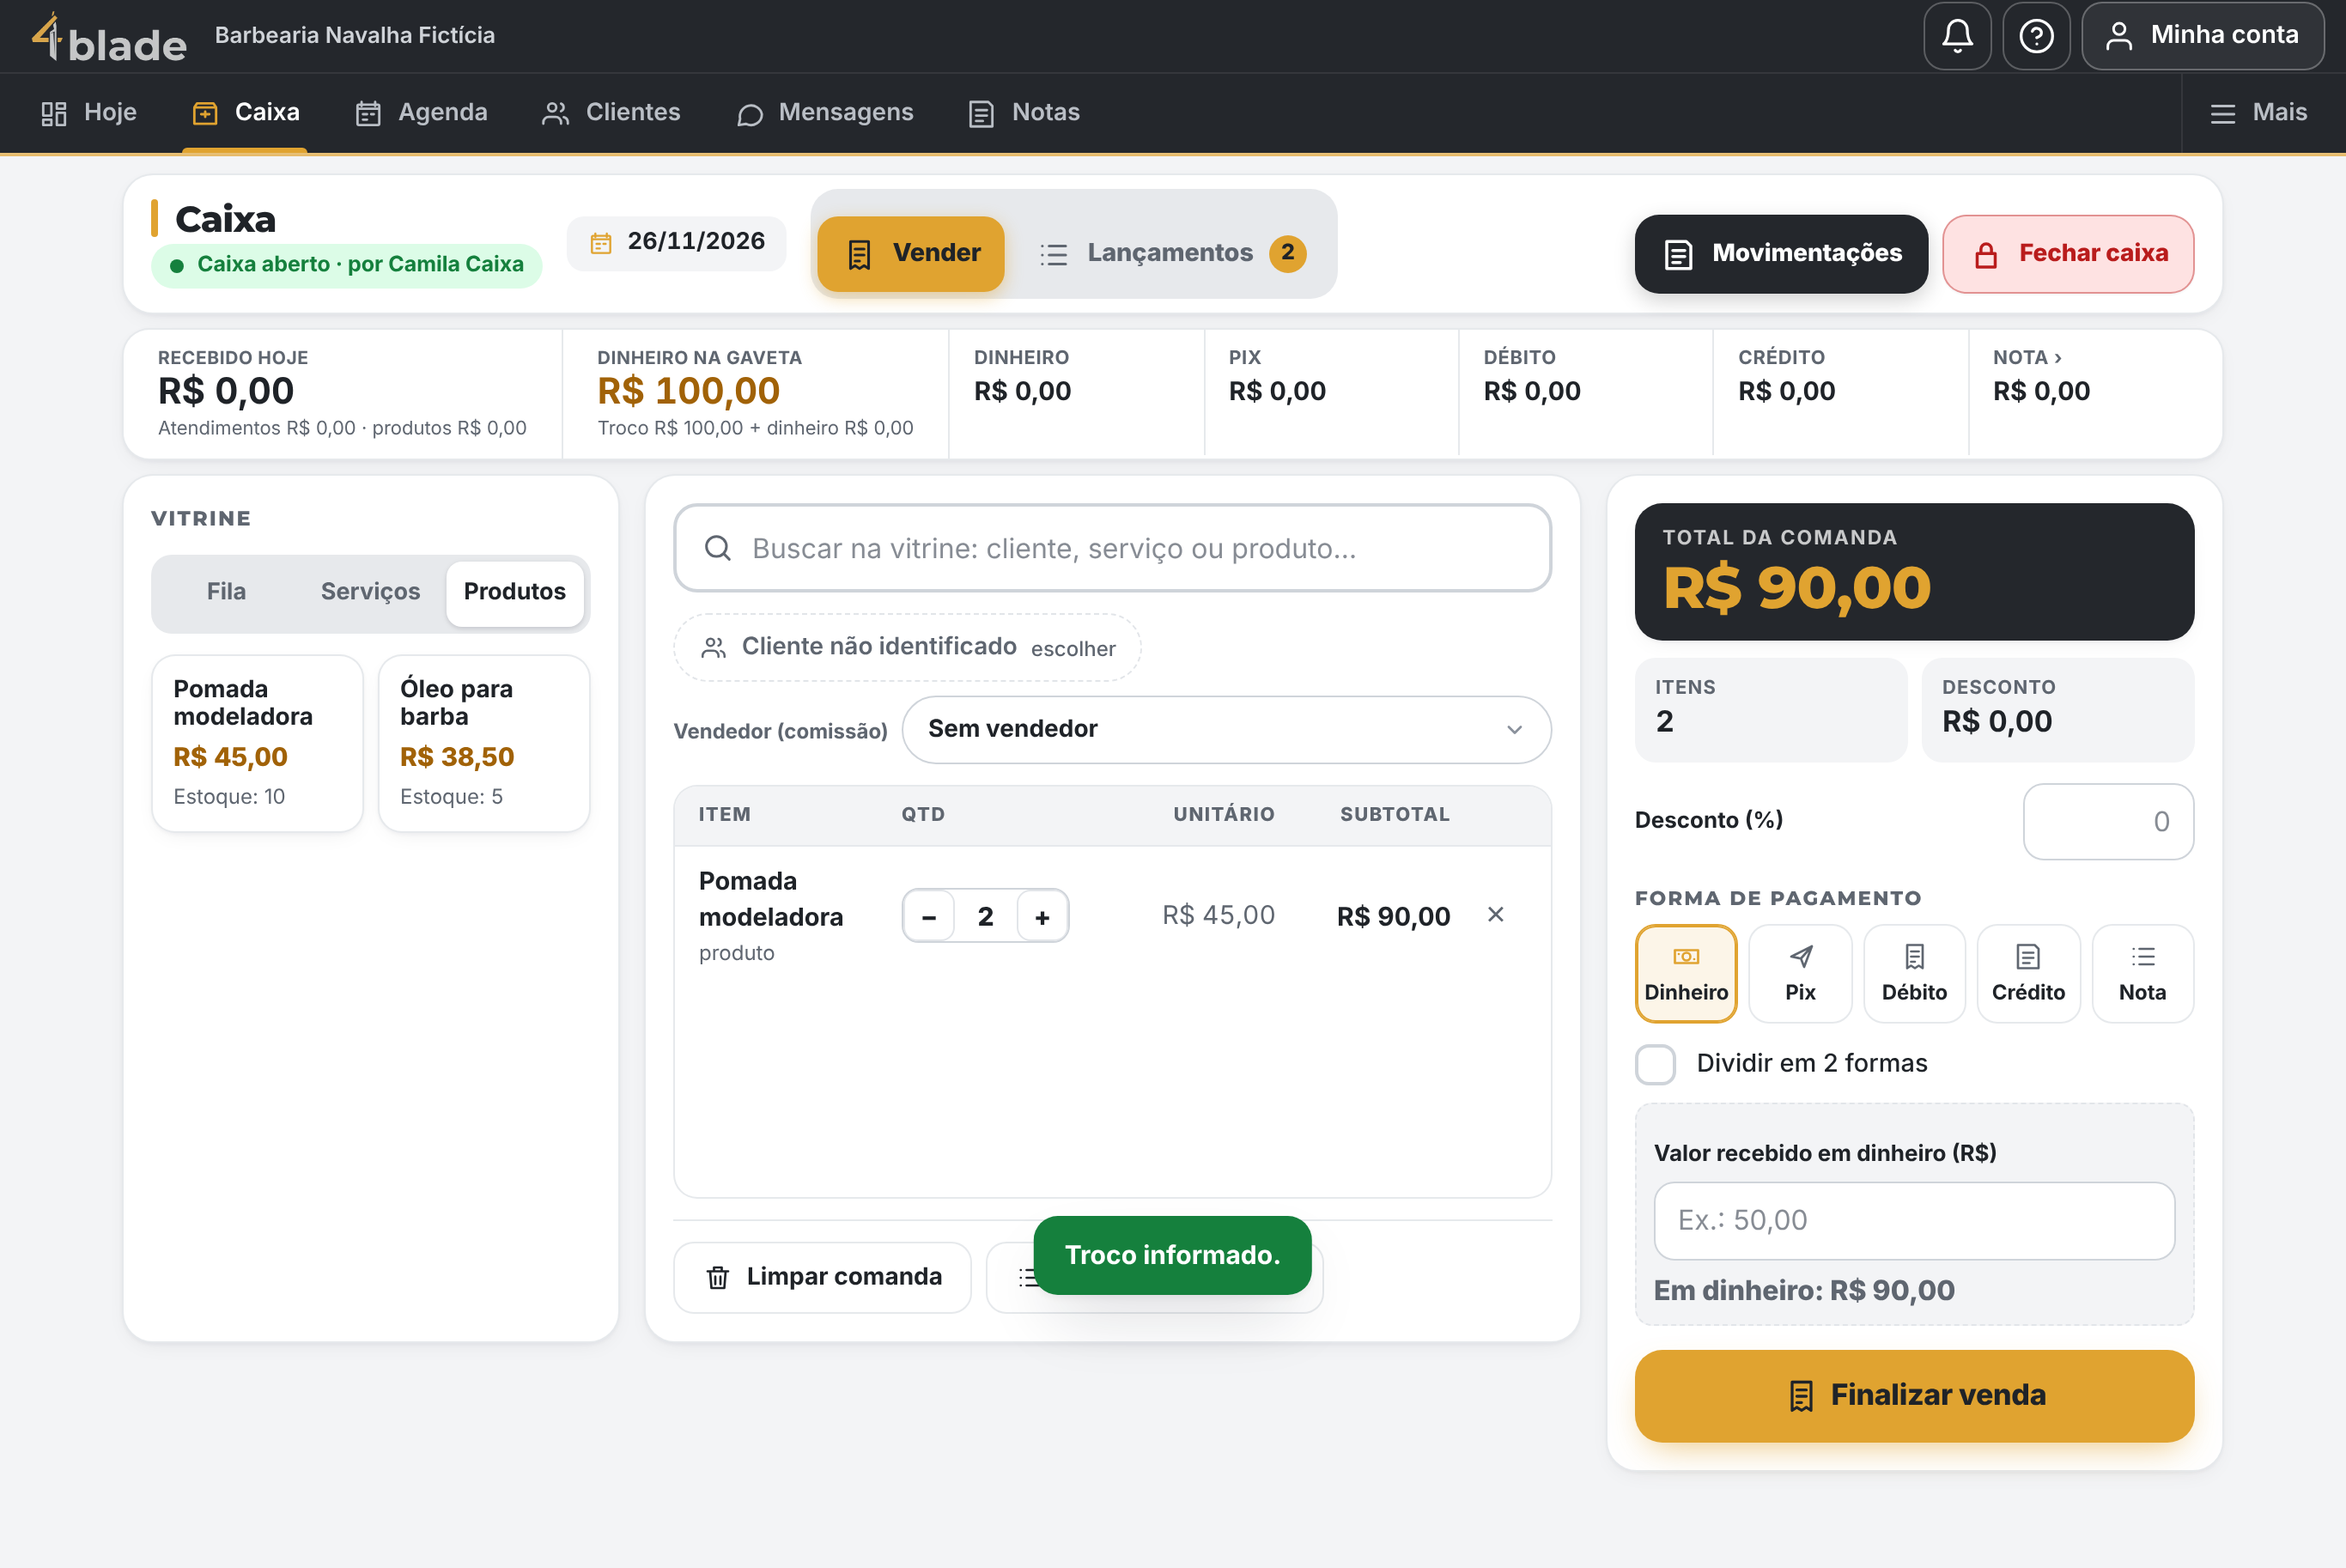 4blade
Barbearia Navalha Fictícia
Minha conta
Hoje
Caixa
Agenda
Clientes
Mensagens
Notas
Mais
Caixa
Caixa aberto · por Camila Caixa
26/11/2026
Vender
Lançamentos 2
Movimentações
Fechar caixa
RECEBIDO HOJE
R$ 0,00
Atendimentos R$ 0,00 · produtos R$ 0,00
DINHEIRO NA GAVETA
R$ 100,00
Troco R$ 100,00 + dinheiro R$ 0,00
DINHEIRO
R$ 0,00
PIX
R$ 0,00
DÉBITO
R$ 0,00
CRÉDITO
R$ 0,00
NOTA ›
R$ 0,00
VITRINE
Fila
Serviços
Produtos
Pomada
modeladora
R$ 45,00
Estoque: 10
Óleo para
barba
R$ 38,50
Estoque: 5
Buscar na vitrine: cliente, serviço ou produto...
Cliente não identificado escolher
Vendedor (comissão)
Sem vendedor
ITEM QTD UNITÁRIO SUBTOTAL
Pomada
modeladora
produto
− 2 +
R$ 45,00
R$ 90,00
×
Limpar comanda
Troco informado.
TOTAL DA COMANDA
R$ 90,00
ITENS
2
DESCONTO
R$ 0,00
Desconto (%)
0
FORMA DE PAGAMENTO
Dinheiro
Pix
Débito
Crédito
Nota
Dividir em 2 formas
Valor recebido em dinheiro (R$)
Ex.: 50,00
Em dinheiro: R$ 90,00
Finalizar venda